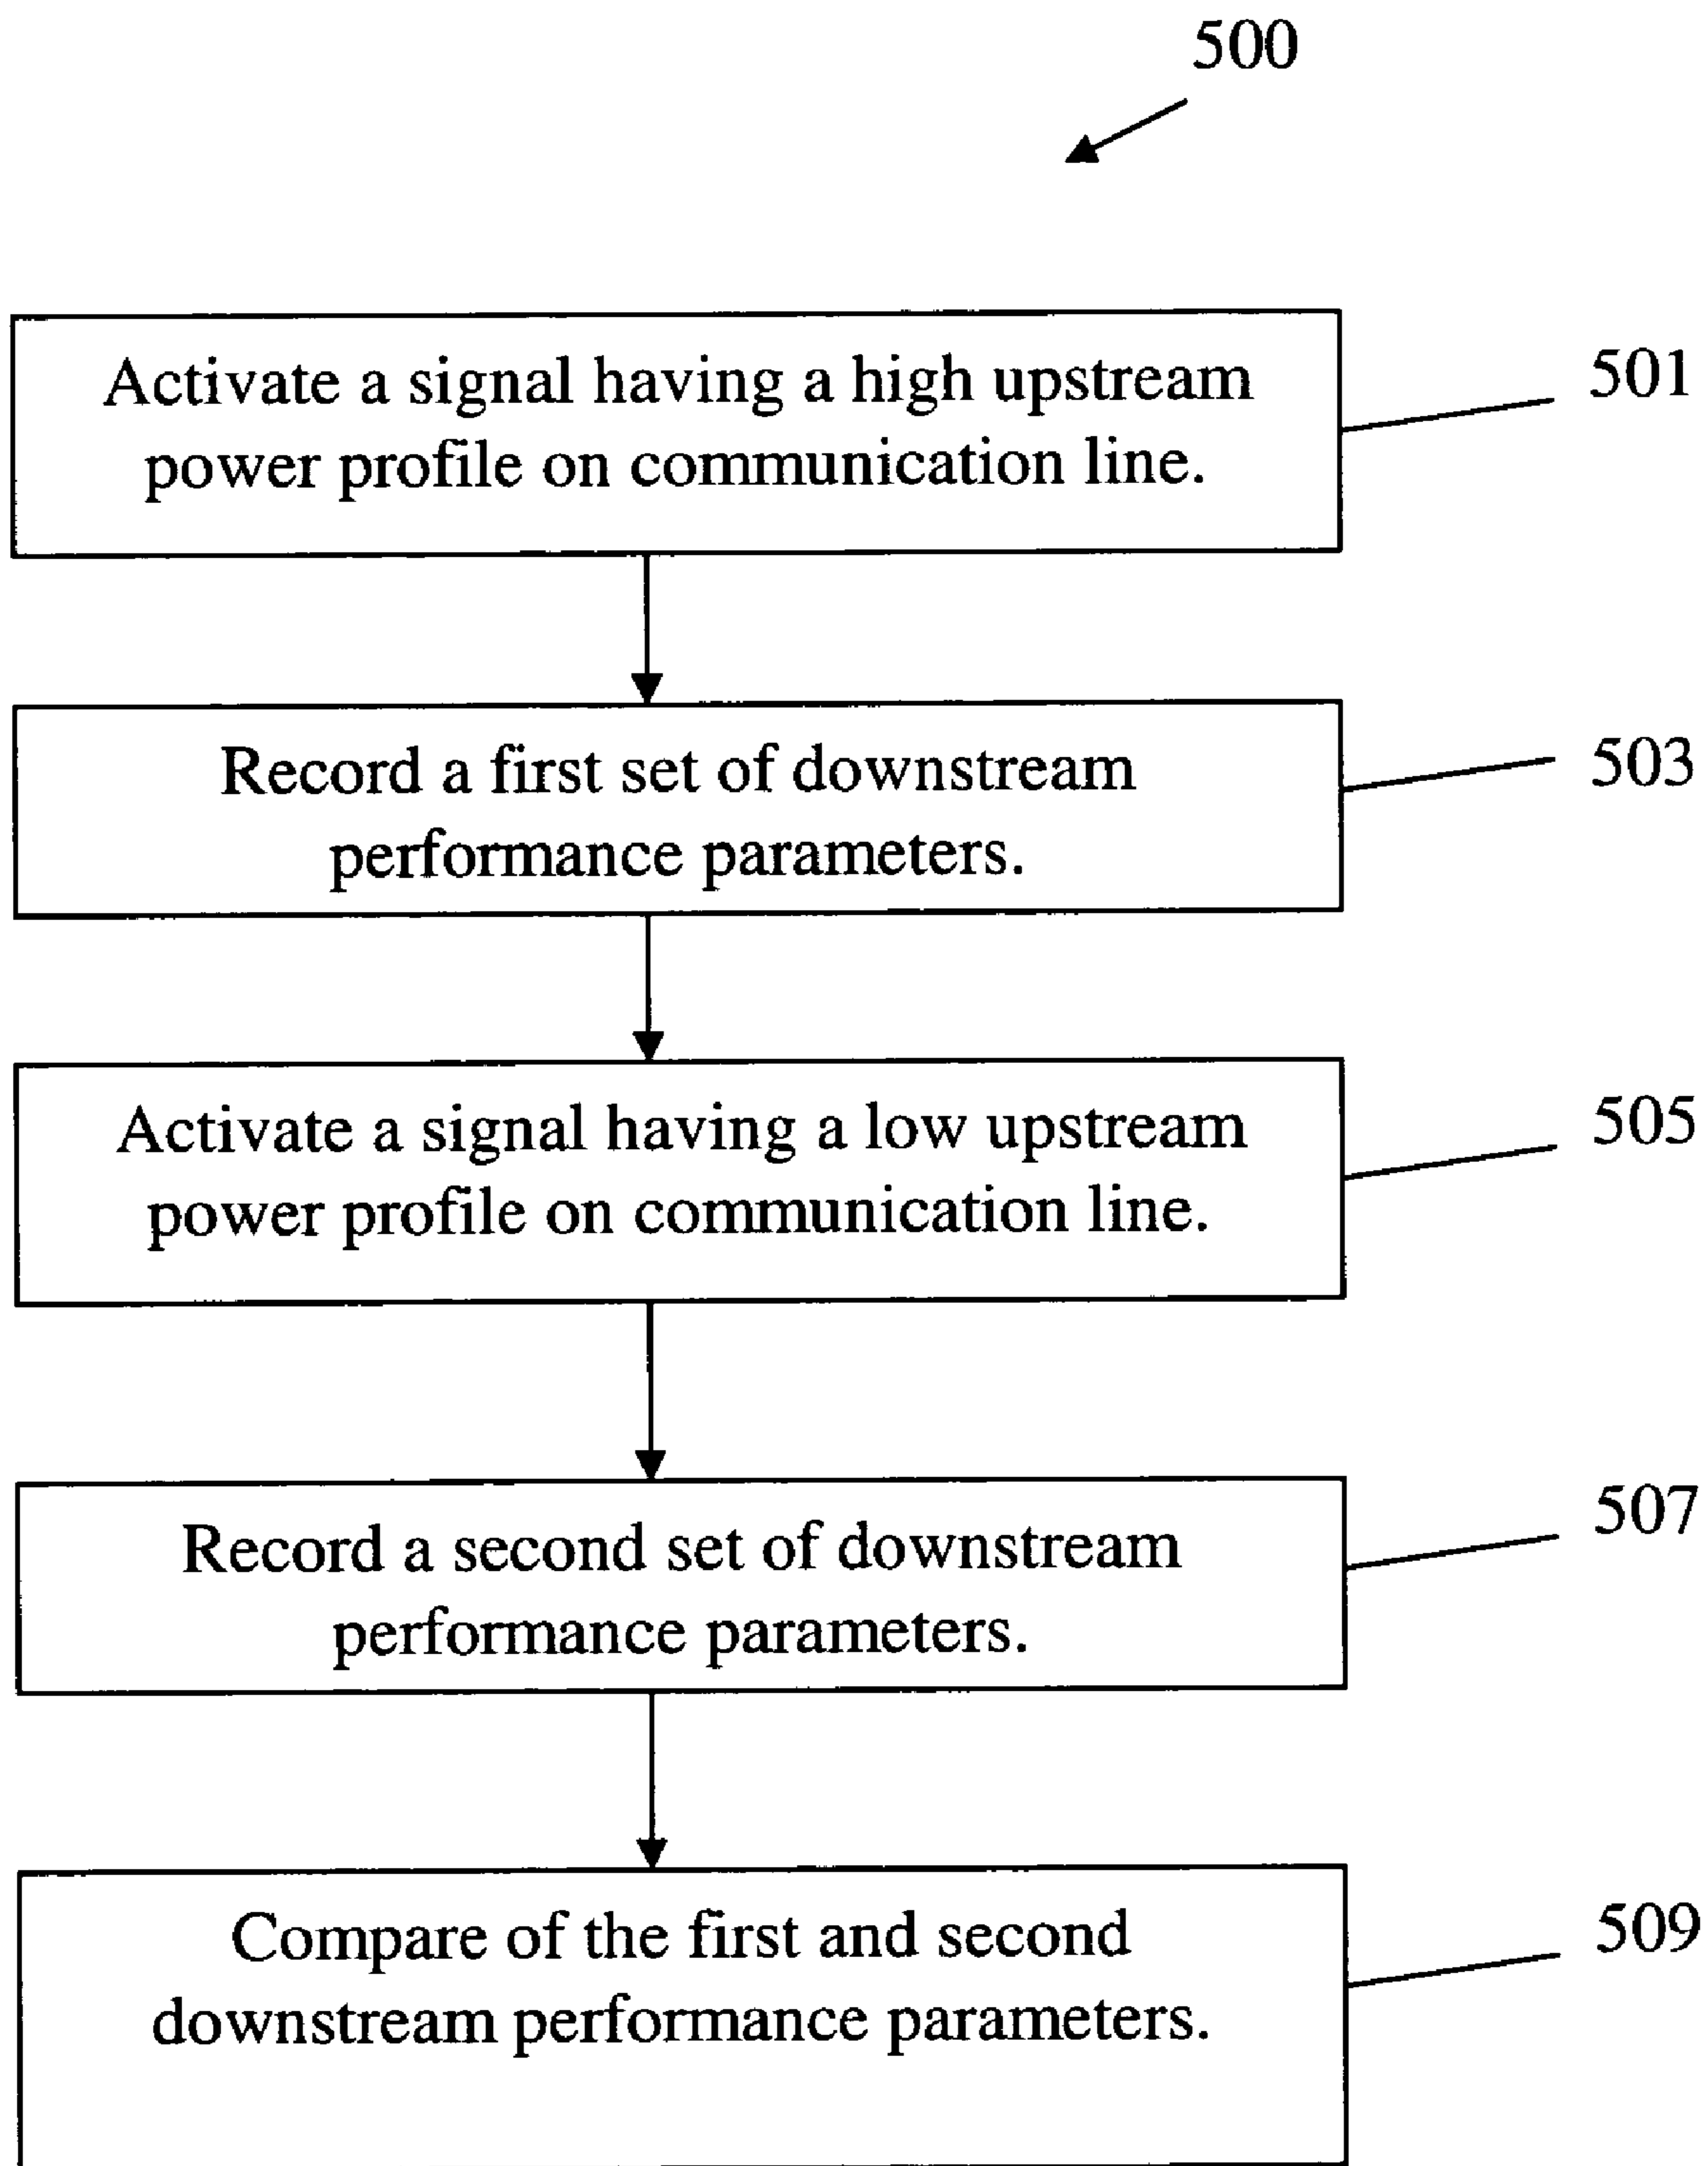 500
Activate a signal having a high upstream
power profile on communication line.
501
Record a first set of downstream
performance parameters.
503
Activate a signal having a low upstream
power profile on communication line.
505
Record a second set of downstream
performance parameters.
507
Compare of the first and second
downstream performance parameters.
509